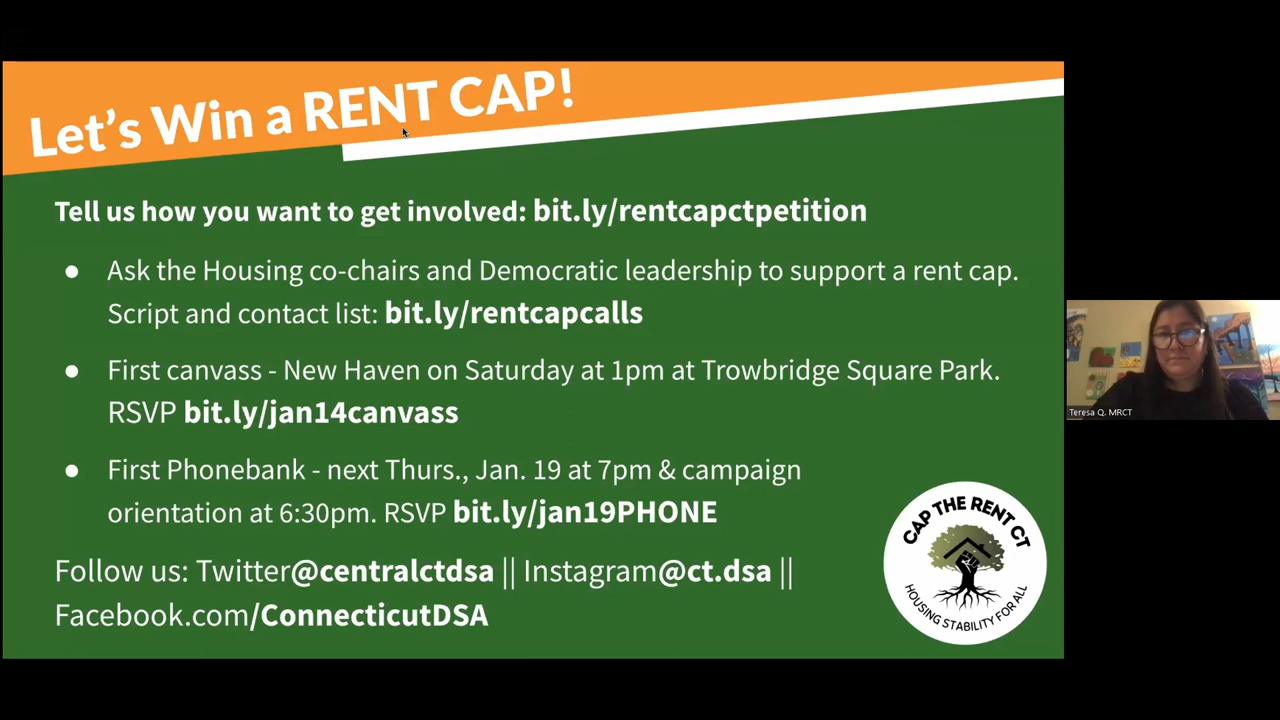 Let's Win a RENT CAP!
Tell us how you want to get involved: bit.ly/rentcapctpetition
● Ask the Housing co-chairs and Democratic leadership to support a rent cap.
Script and contact list: bit.ly/rentcapcalls
● First canvass - New Haven on Saturday at 1pm at Trowbridge Square Park.
RSVP bit.ly/jan14canvass
● First Phonebank - next Thurs., Jan. 19 at 7pm & campaign
orientation at 6:30pm. RSVP bit.ly/jan19PHONE
Follow us: Twitter@centralctdsa || Instagram@ct.dsa ||
Facebook.com/ConnecticutDSA
CAP THE RENT CT
HOUSING STABILITY FOR ALL
Teresa Q. MRCT